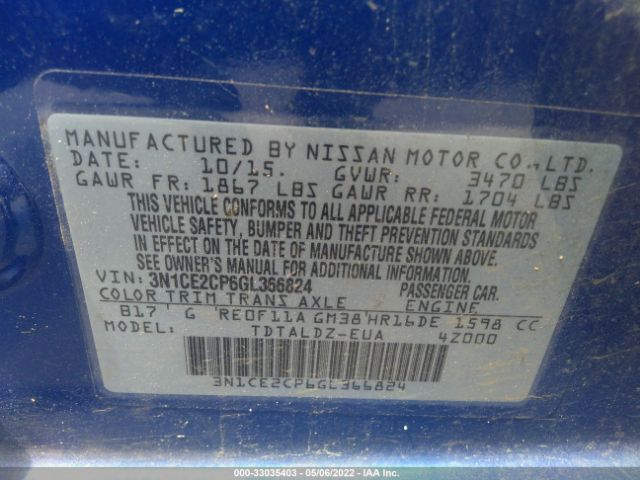 MANUFACTURED BY NISSAN MOTOR CO.,LTD.
DATE: 10/15. GVWR: 3470 LBS
GAWR FR: 1867 LBS GAWR RR: 1704 LBS
THIS VEHICLE CONFORMS TO ALL APPLICABLE FEDERAL MOTOR
VEHICLE SAFETY, BUMPER AND THEFT PREVENTION STANDARDS
IN EFFECT ON THE DATE OF MANUFACTURE SHOWN ABOVE.
SEE OWNER'S MANUAL FOR ADDITIONAL INFORMATION.
VIN: 3N1CE2CP6GL366824 PASSENGER CAR.
COLOR TRIM TRANS AXLE ENGINE
B17 G RE0F11A GM38 HR16DE 1598 CC
MODEL: TDTALDZ-EUA 4Z000
3N1CE2CP6GL366824
000-33035403 - 05/06/2022 - IAA Inc.